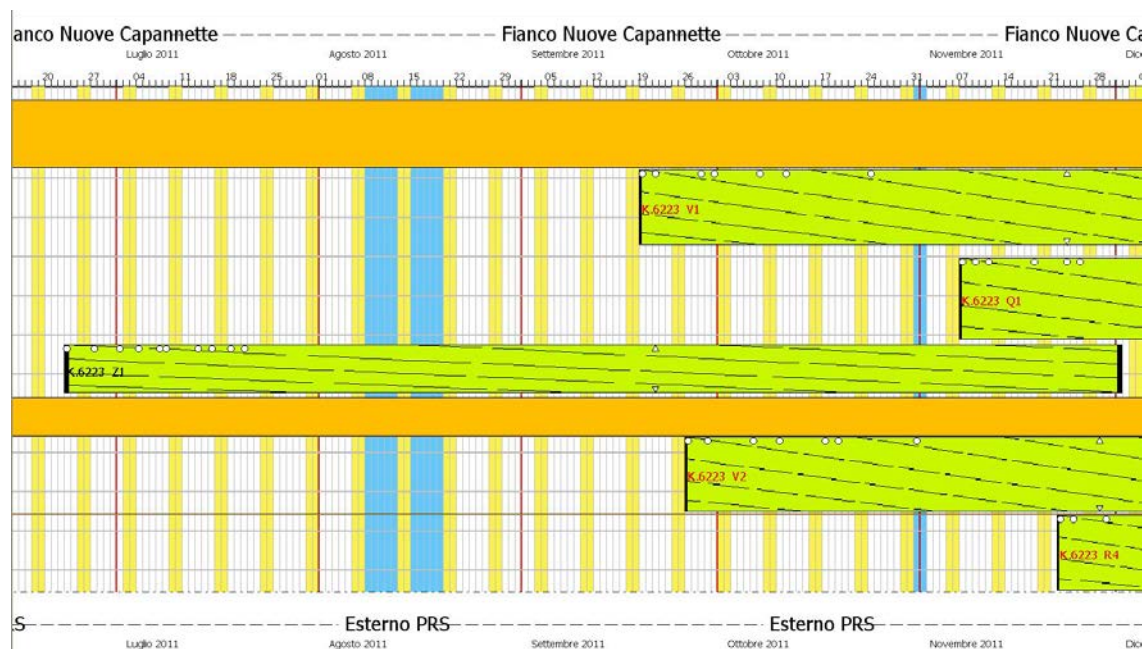 anco Nuove Capannette Fianco Nuove Capannette Fianco Nuove Ca
Luglio 2011 Agosto 2011 Settembre 2011 Ottobre 2011 Novembre 2011 Dice
20 27 04 11 18 25 01 08 15 22 29 05 12 19 26 03 10 17 24 31 07 14 21 28 0
K.6223 V1
K.6223 Q1
K.6223 Z1
K.6223 V2
K.6223 R4
S Esterno PRS Esterno PRS
Luglio 2011 Agosto 2011 Settembre 2011 Ottobre 2011 Novembre 2011 Dice